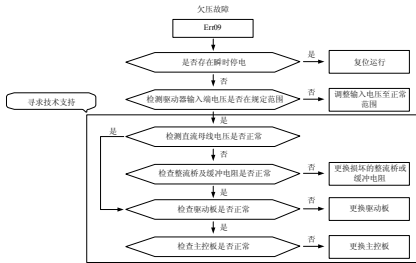 欠压故障
Err09
是否存在瞬时停电
是
复位运行
否
检测驱动器输入端电压是否在规定范围
否
调整输入电压至正常
范围
寻求技术支持
是
是
检测直流母线电压是否正常
否
检查整流桥及缓冲电阻是否正常
否
更换损坏的整流桥或
缓冲电阻
是
检查驱动板是否正常
否
更换驱动板
是
检查主控板是否正常
否
更换主控板